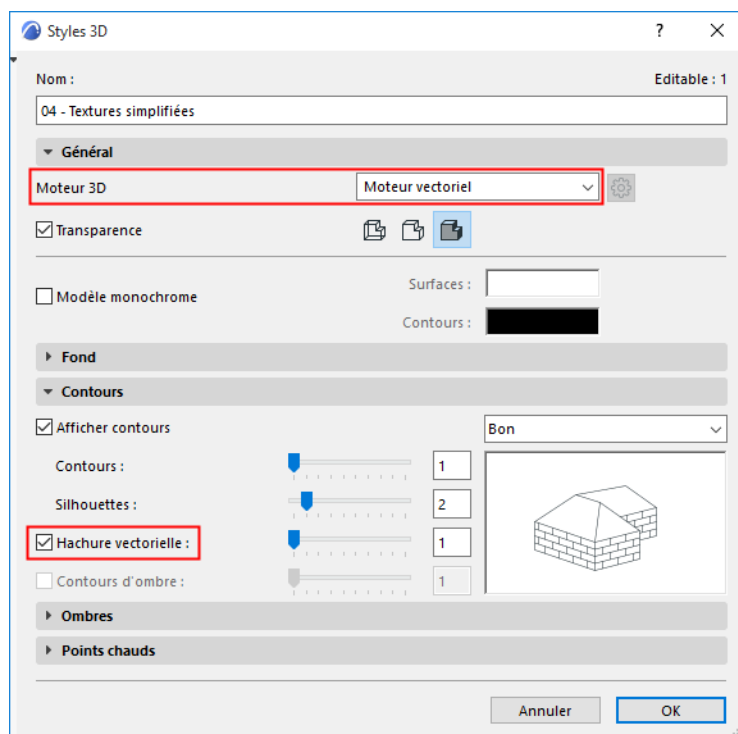 Styles 3D ?
Nom : Editable : 1
04 - Textures simplifiées
Général
Moteur 3D Moteur vectoriel
Transparence
Surfaces :
Modèle monochrome
Contours :
Fond
Contours
Afficher contours Bon
Contours : 1
Silhouettes : 2
Hachure vectorielle : 1
Contours d'ombre : 1
Ombres
Points chauds
Annuler OK